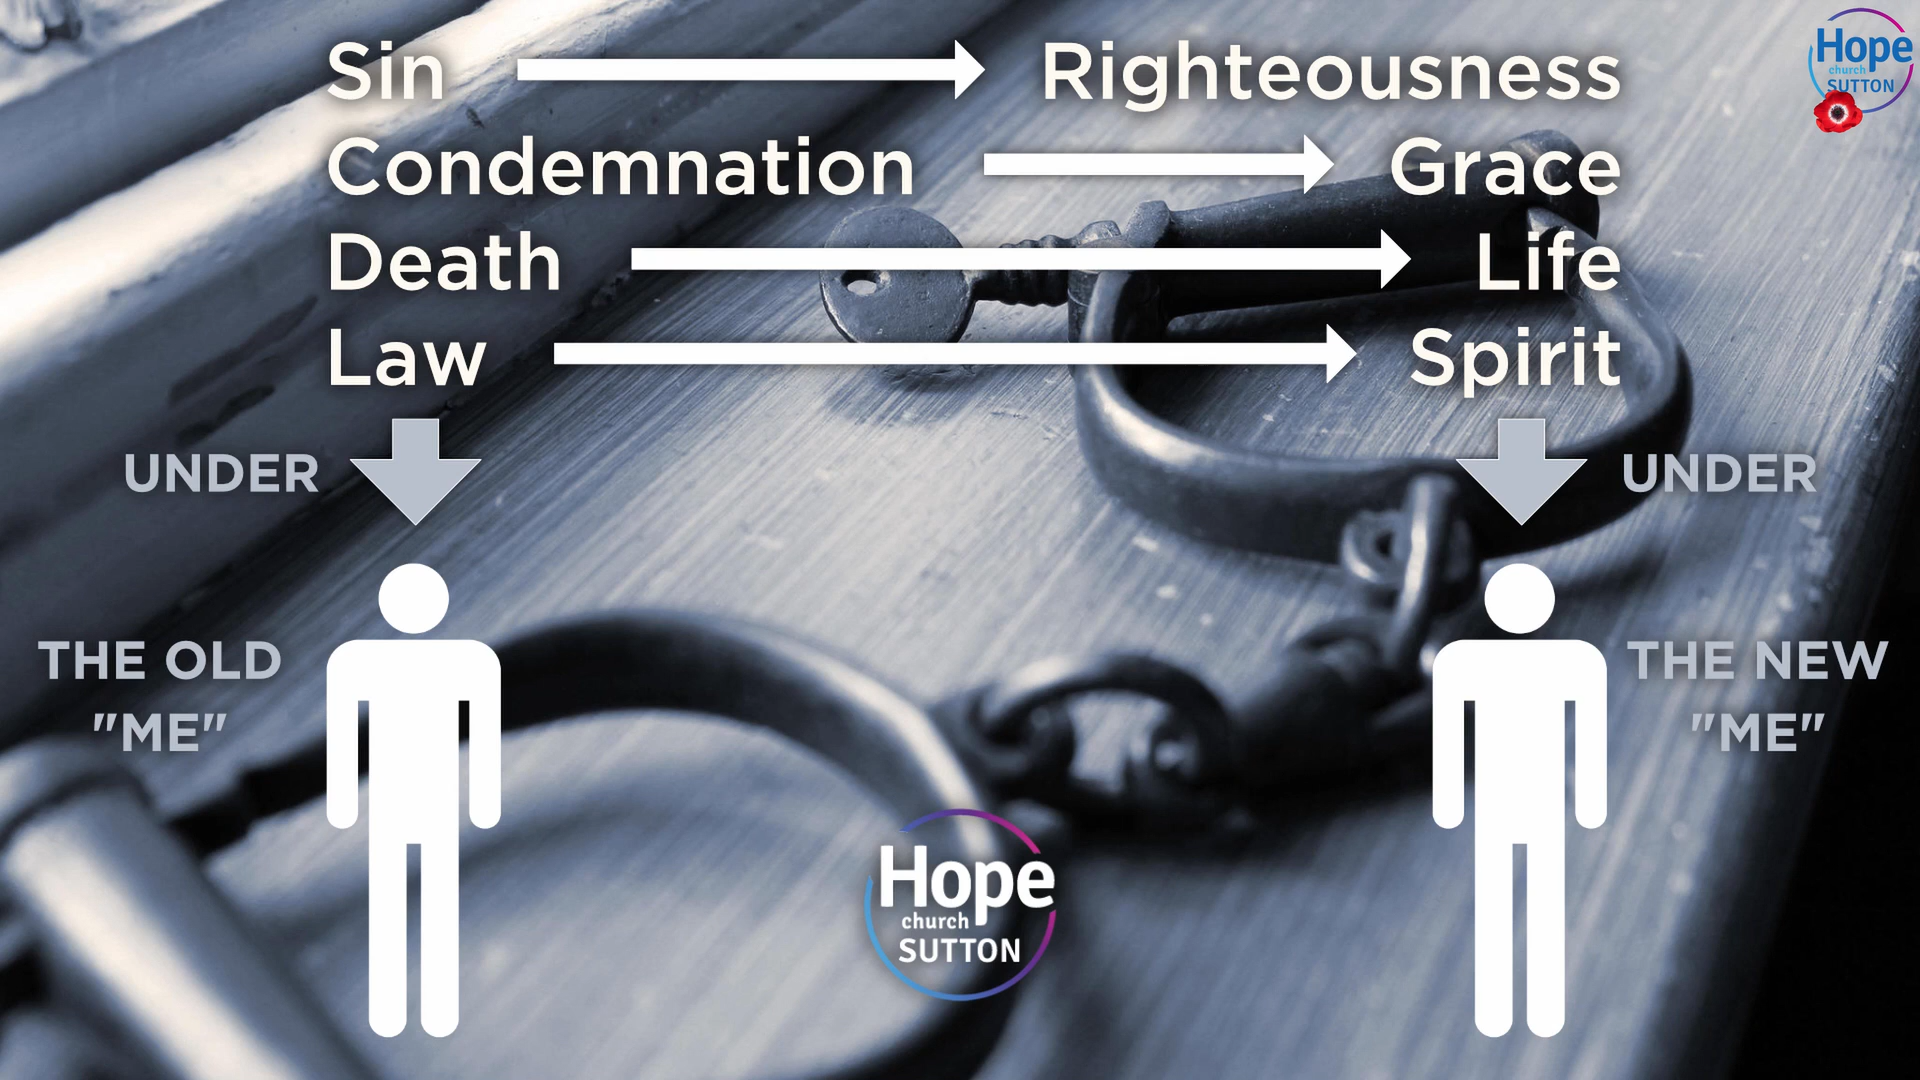 Sin Righteousness
Condemnation Grace
Death Life
Law Spirit
UNDER UNDER
THE OLD
"ME"
THE NEW
"ME"
Hope
church
SUTTON
Hope
church
SUTTON